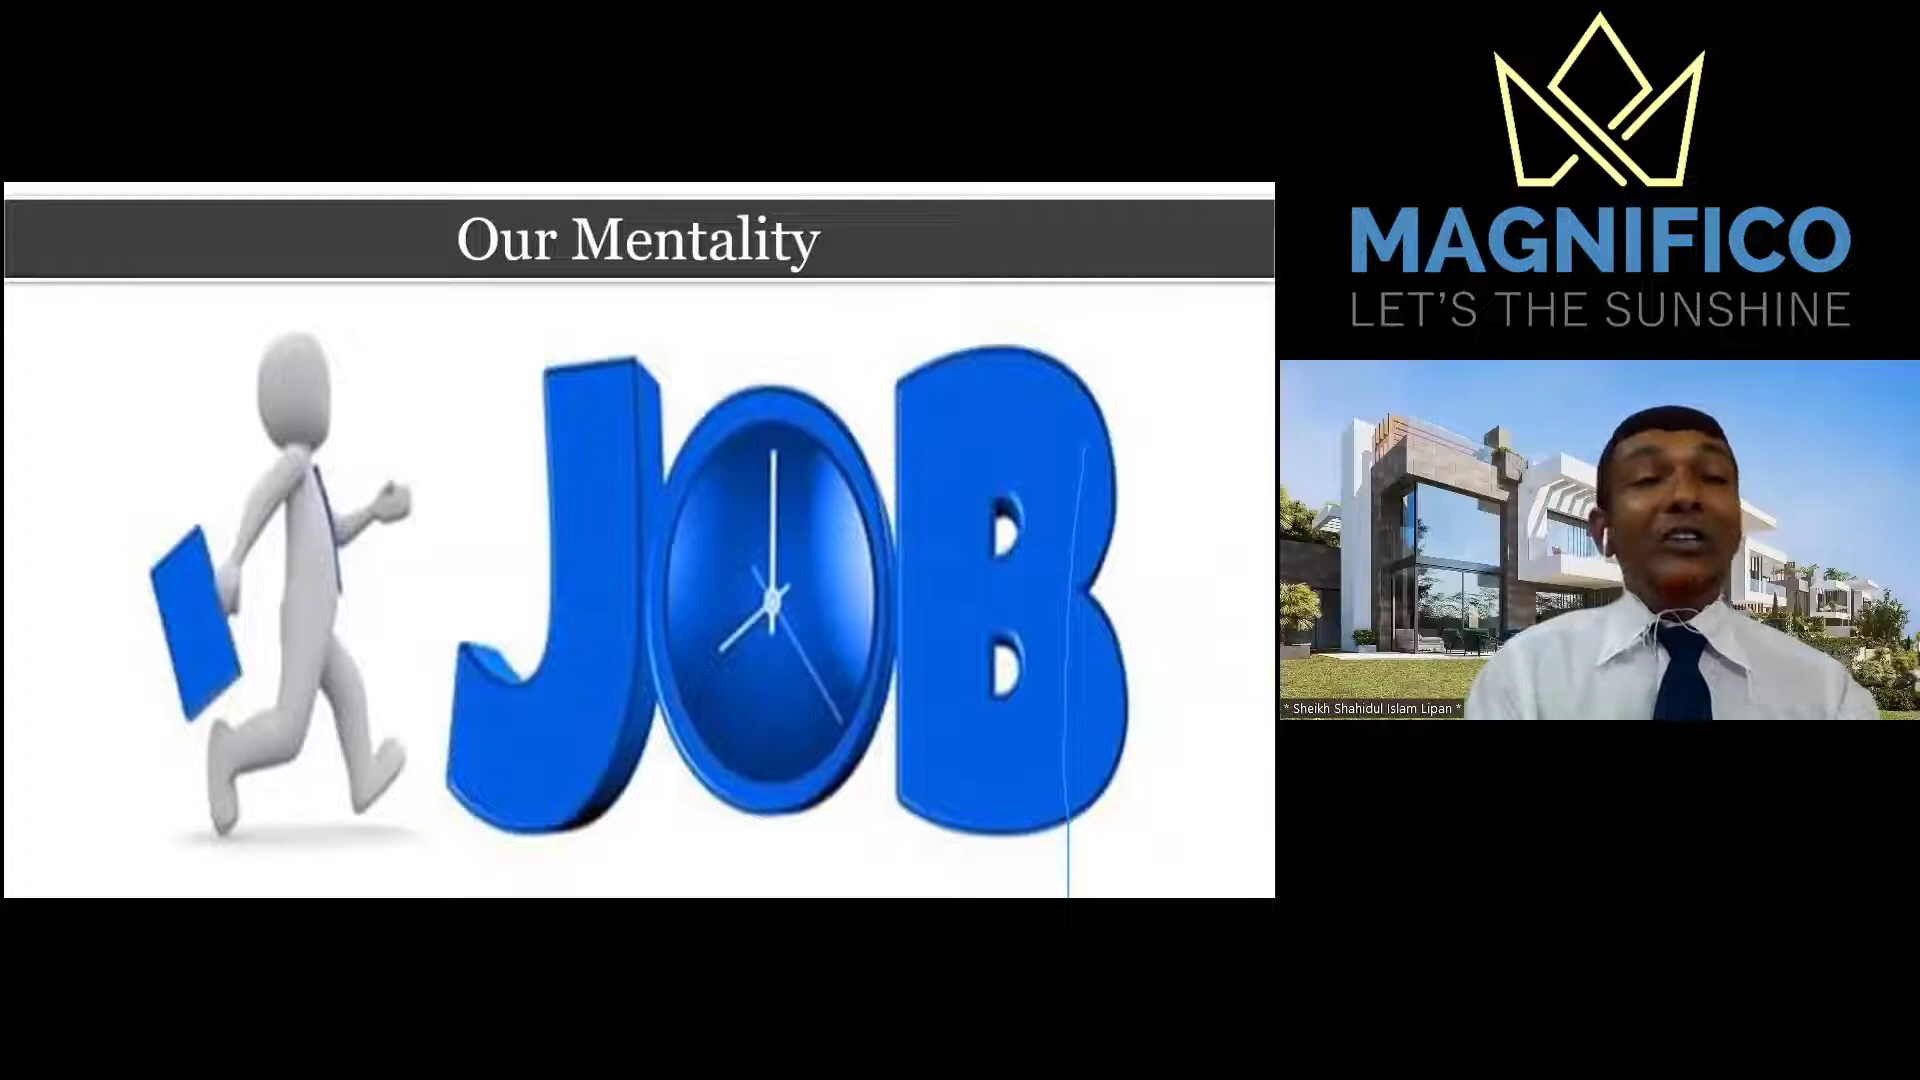 Our Mentality
JOB
MAGNIFICO
LET'S THE SUNSHINE
* Sheikh Shahidul Islam Lipan *